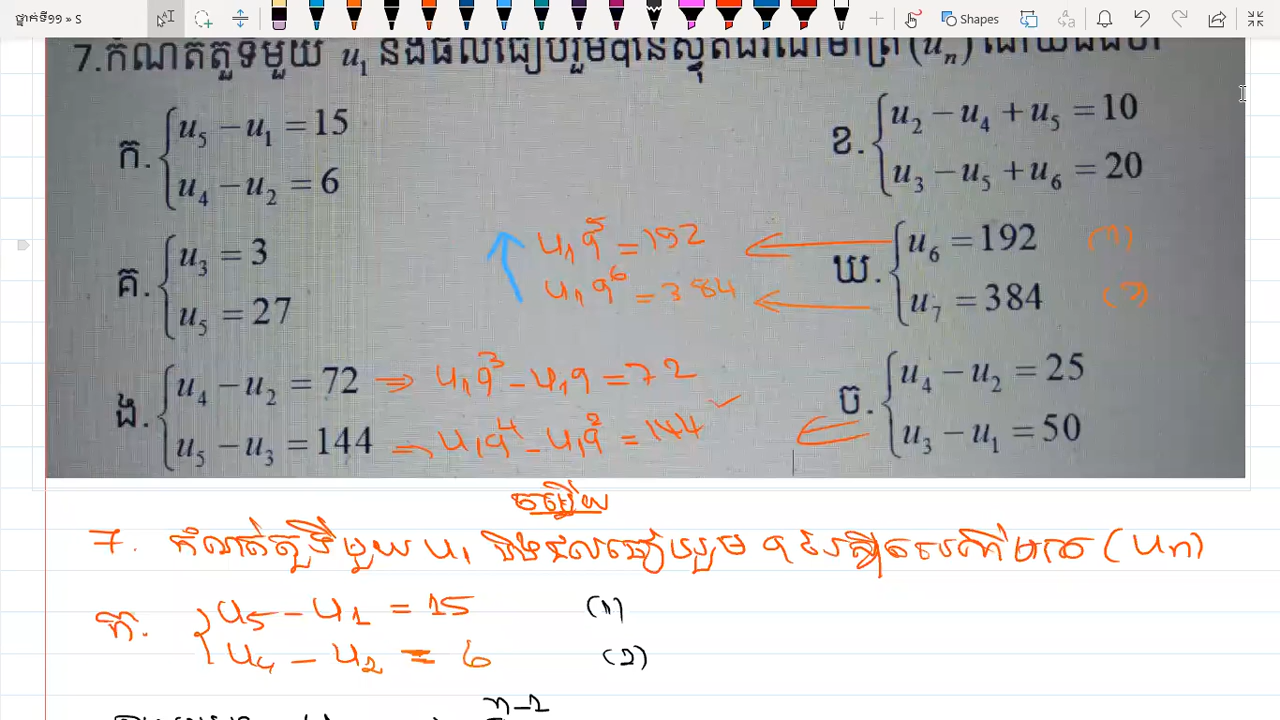 ថ្នាក់ទី១១ » S
Shapes
7.កំណត់តួទីមួយ u₁ និងផលធៀបរួម q នៃស្វ៊ីតធរណីមាត្រ (uₙ) ដោយដឹងថា
ក. { u₅ − u₁ = 15
u₄ − u₂ = 6
ខ. { u₂ − u₄ + u₅ = 10
u₃ − u₅ + u₆ = 20
គ. { u₃ = 3
u₅ = 27
u₁q⁵ = 192
u₁q⁶ = 384
ឃ. { u₆ = 192 (1)
u₇ = 384 (2)
ង. { u₄ − u₂ = 72 ⇒ u₁q³ − u₁q = 72
u₅ − u₃ = 144 ⇒ u₁q⁴ − u₁q² = 144 ✓
ច. { u₄ − u₂ = 25
u₃ − u₁ = 50
ចម្លើយ
7. កំណត់តួទីមួយ u₁ និងផលធៀបរួម q នៃស្វ៊ីតធរណីមាត្រ (uₙ)
ក. { u₅ − u₁ = 15 (1)
u₄ − u₂ = 6 (2)